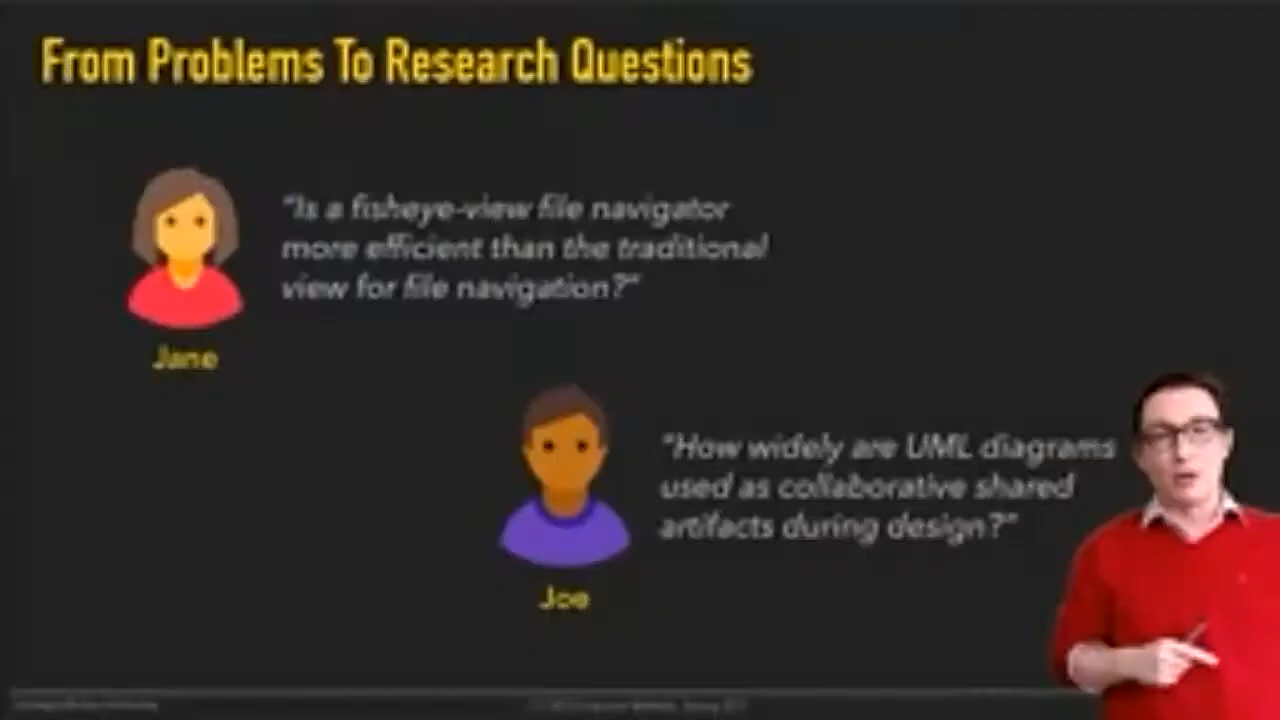 From Problems To Research Questions
"Is a fisheye-view file navigator
more efficient than the traditional
view for file navigation?"
Jane
"How widely are UML diagrams
used as collaborative shared
artifacts during design?"
Joe